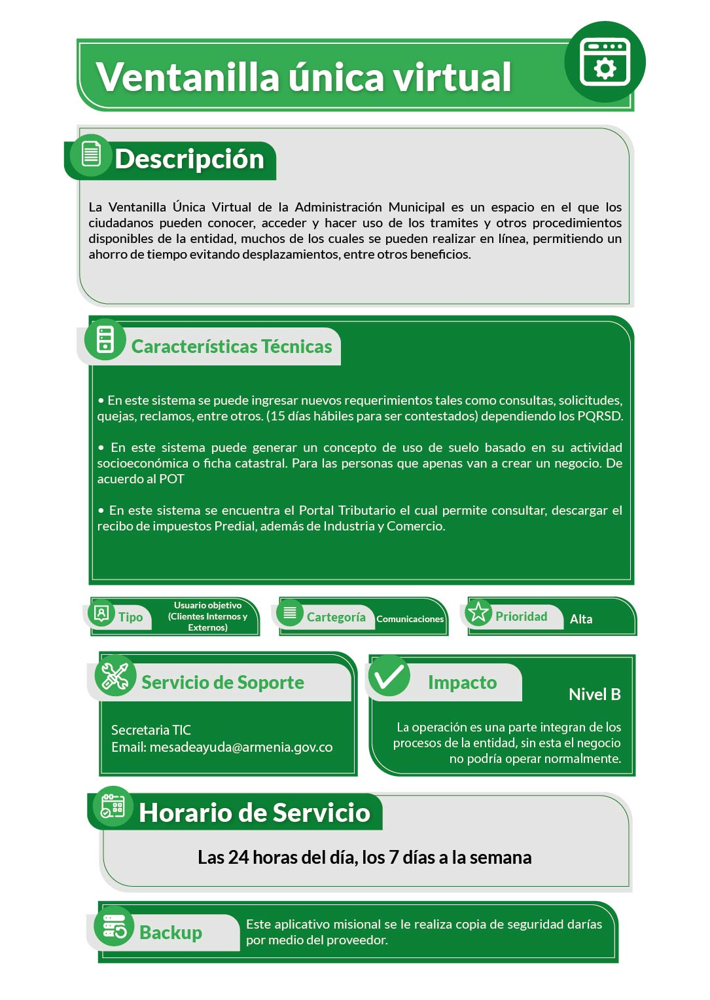 Ventanilla única virtual
Descripción
La Ventanilla Única Virtual de la Administración Municipal es un espacio en el que los
ciudadanos pueden conocer, acceder y hacer uso de los tramites y otros procedimientos
disponibles de la entidad, muchos de los cuales se pueden realizar en línea, permitiendo un
ahorro de tiempo evitando desplazamientos, entre otros beneficios.
Características Técnicas
• En este sistema se puede ingresar nuevos requerimientos tales como consultas, solicitudes,
quejas, reclamos, entre otros. (15 días hábiles para ser contestados) dependiendo los PQRSD.
• En este sistema puede generar un concepto de uso de suelo basado en su actividad
socioeconómica o ficha catastral. Para las personas que apenas van a crear un negocio. De
acuerdo al POT
• En este sistema se encuentra el Portal Tributario el cual permite consultar, descargar el
recibo de impuestos Predial, además de Industria y Comercio.
Tipo
Usuario objetivo
(Clientes Internos y
Externos)
Cartegoría
Comunicaciones
Prioridad
Alta
Servicio de Soporte
Secretaria TIC
Email: mesadeayuda@armenia.gov.co
Impacto
Nivel B
La operación es una parte integran de los
procesos de la entidad, sin esta el negocio
no podría operar normalmente.
Horario de Servicio
Las 24 horas del día, los 7 días a la semana
Backup
Este aplicativo misional se le realiza copia de seguridad darías
por medio del proveedor.